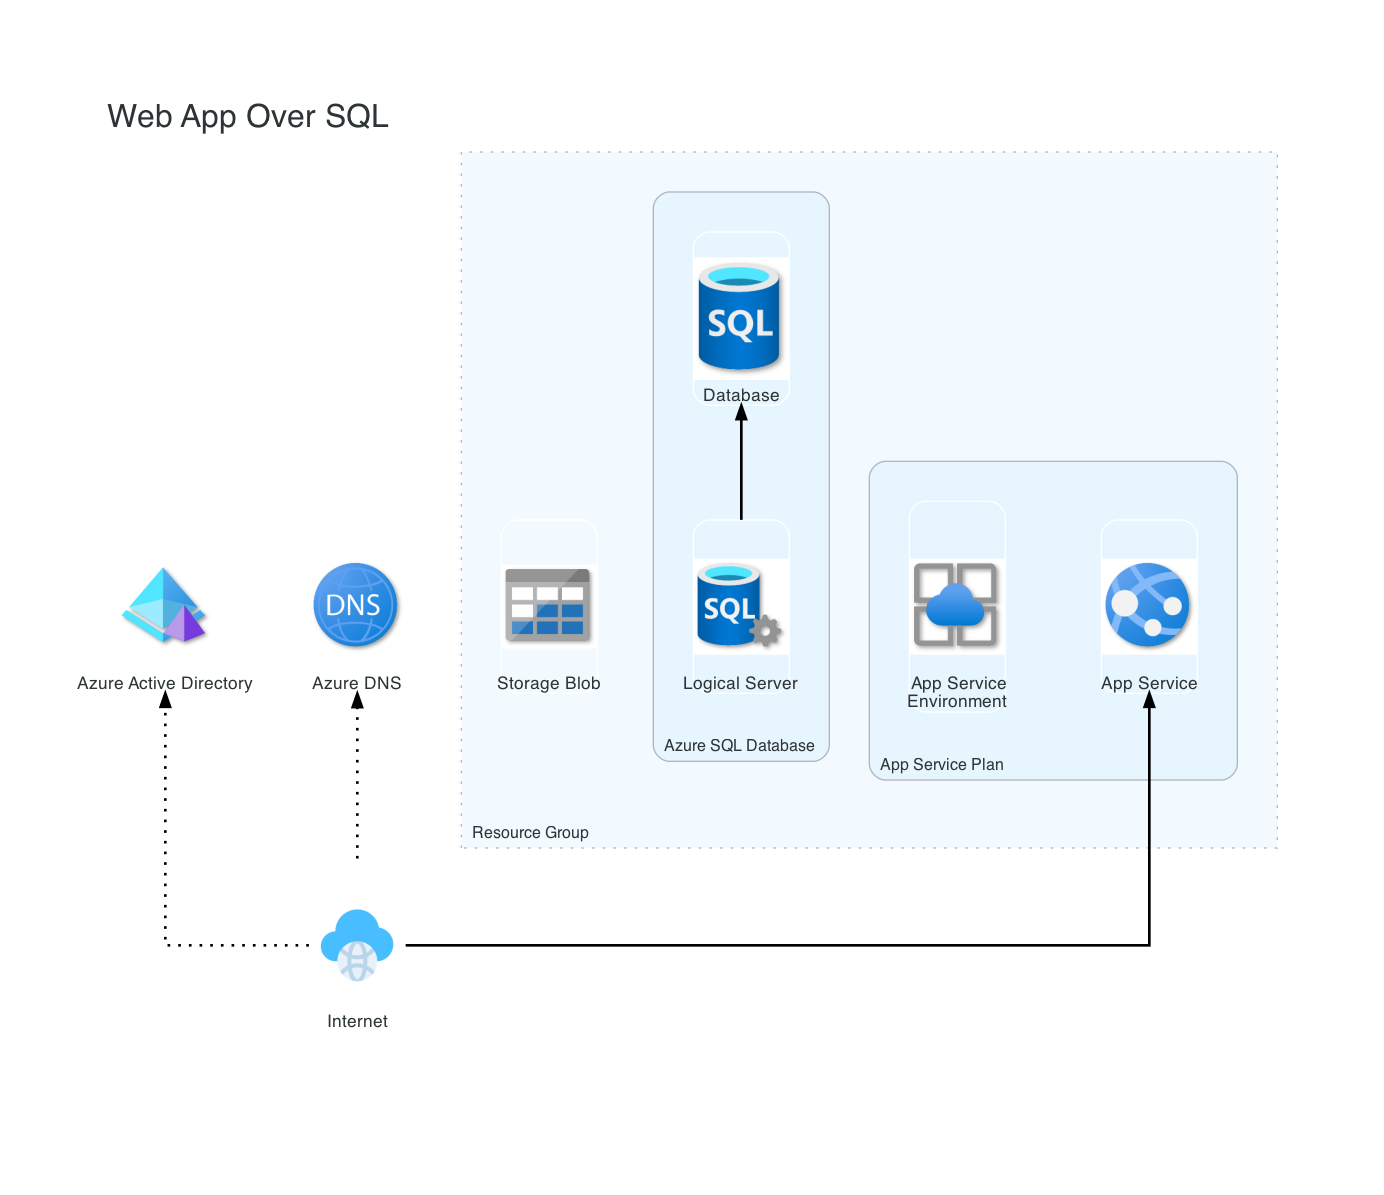 Web App Over SQL
SQL
Database
DNS
SQL
Azure Active Directory
Azure DNS
Storage Blob
Logical Server
App Service
Environment
App Service
Azure SQL Database
App Service Plan
Resource Group
Internet